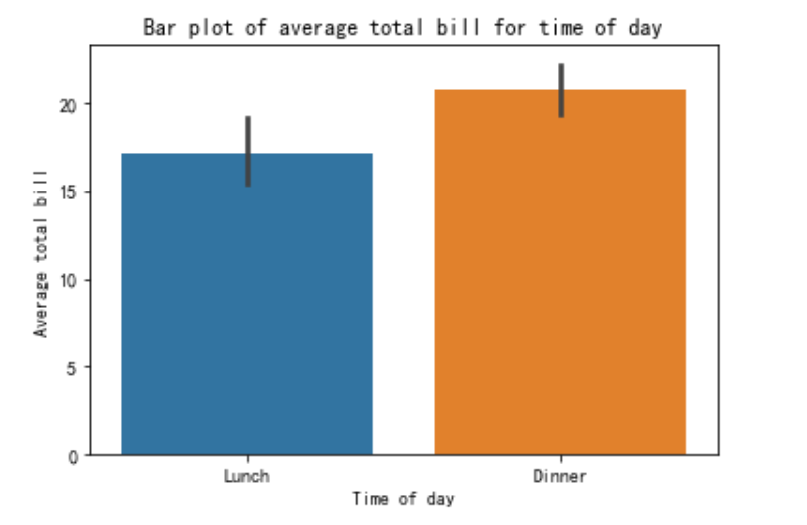 Bar plot of average total bill for time of day
20
15
10
5
0
Average total bill
Lunch Dinner
Time of day